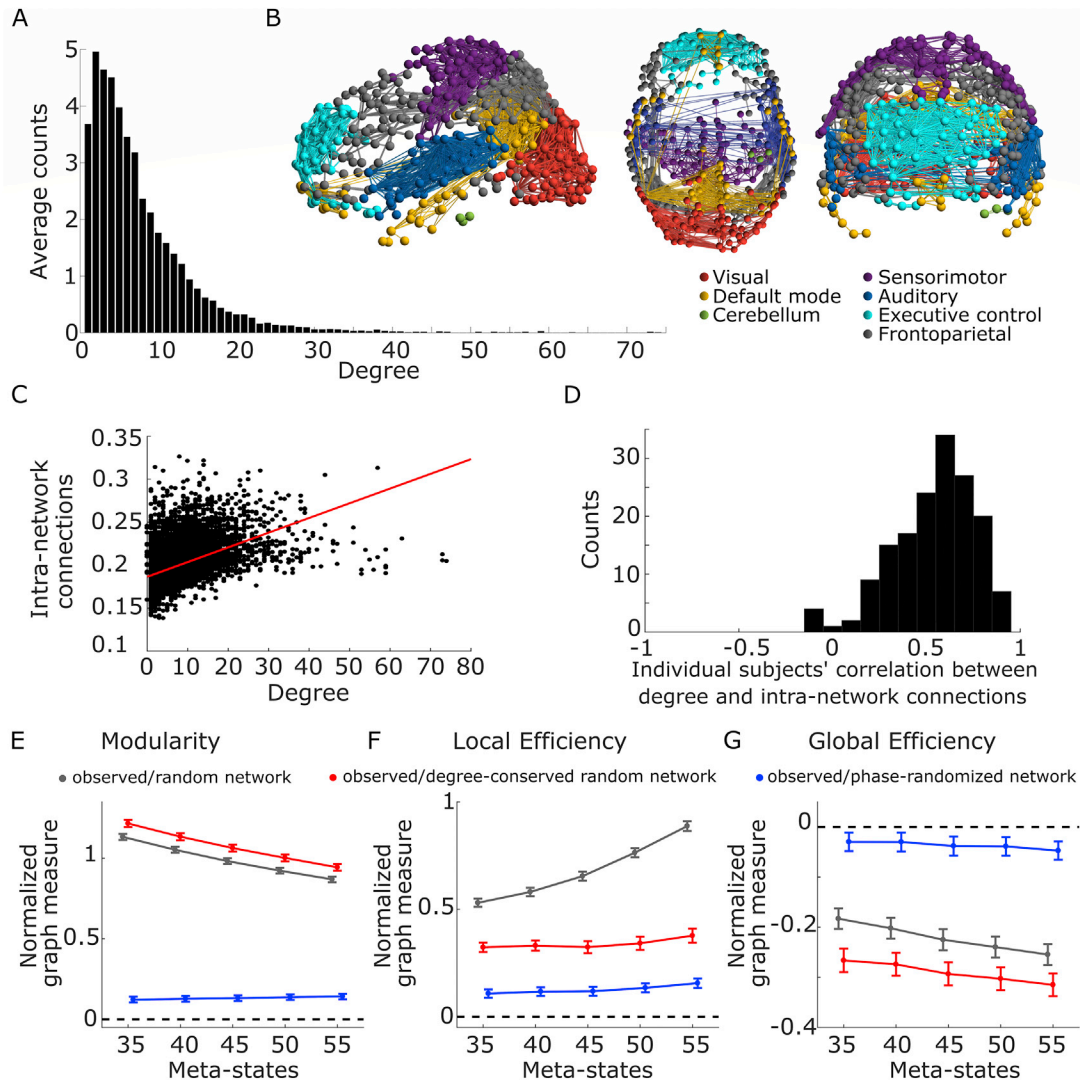 A
B
Average counts
5
4
3
2
1
0
0
10
20
30
40
50
60
70
Degree
Visual
Default mode
Cerebellum
Sensorimotor
Auditory
Executive control
Frontoparietal
C
Intra-network
connections
0.35
0.3
0.25
0.2
0.15
0.1
0 10 20 30 40 50 60 70 80
Degree
D
Counts
30
20
10
0
-1 -0.5 0 0.5 1
Individual subjects' correlation between
degree and intra-network connections
E Modularity
F Local Efficiency
G Global Efficiency
observed/random network
observed/degree-conserved random network
observed/phase-randomized network
Normalized
graph measure
1
0.5
0
35 40 45 50 55
Meta-states
Normalized
graph measure
1
0.5
0
35 40 45 50 55
Meta-states
Normalized
graph measure
0
-0.2
-0.4
35 40 45 50 55
Meta-states